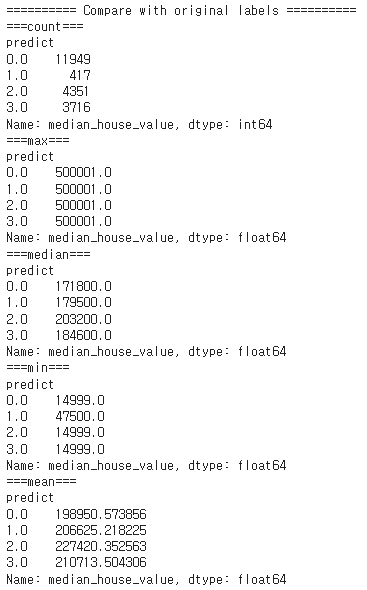 ========== Compare with original labels ==========
===count===
predict
0.0    11949
1.0      417
2.0     4351
3.0     3716
Name: median_house_value, dtype: int64
===max===
predict
0.0    500001.0
1.0    500001.0
2.0    500001.0
3.0    500001.0
Name: median_house_value, dtype: float64
===median===
predict
0.0    171800.0
1.0    179500.0
2.0    203200.0
3.0    184600.0
Name: median_house_value, dtype: float64
===min===
predict
0.0    14999.0
1.0    47500.0
2.0    14999.0
3.0    14999.0
Name: median_house_value, dtype: float64
===mean===
predict
0.0    198950.573856
1.0    206625.218225
2.0    227420.352563
3.0    210713.504306
Name: median_house_value, dtype: float64